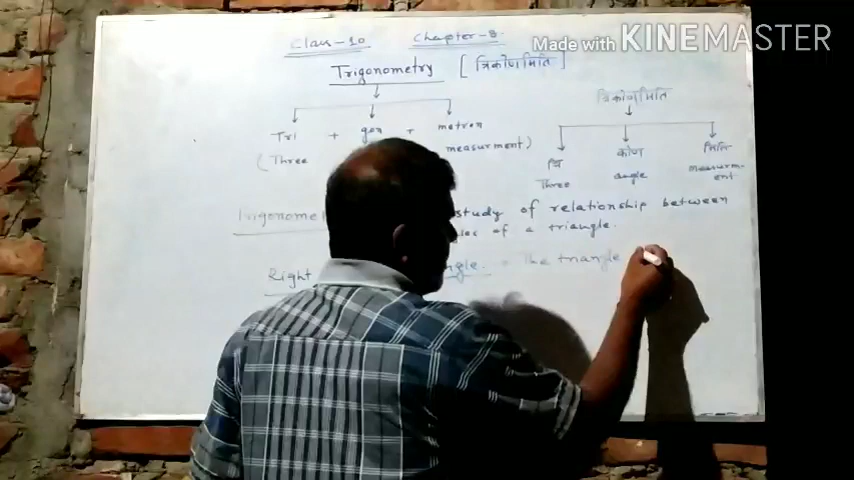 Class-10 Chapter-8
Made with KINEMASTER
Trigonometry [त्रिकोणमिति]
त्रिकोणमिति
Tri + gon + metron
(Three measurment)
त्रि कोण मिति
Three angle measurm-
ent
Trigonomet study of relationship between
of a triangle.
Right The triangle